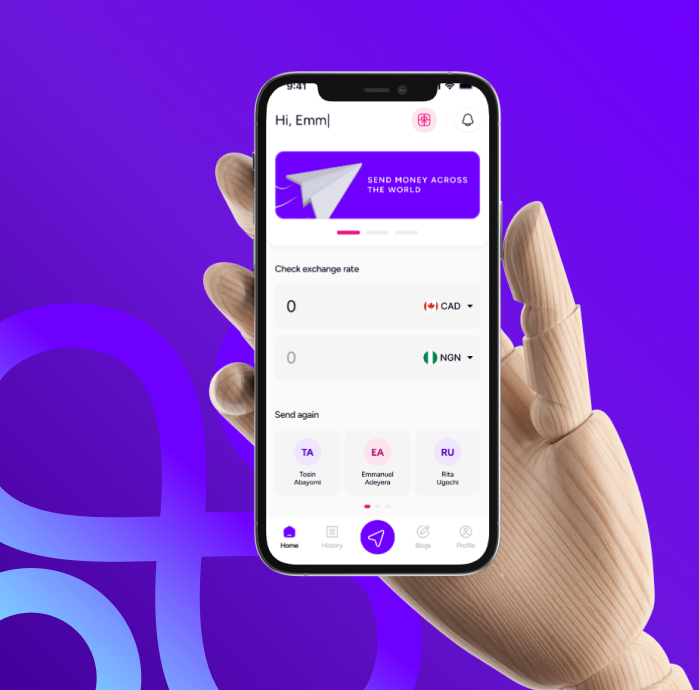 9:41
Hi, Emm
SEND MONEY ACROSS
THE WORLD
Check exchange rate
0
CAD
0
NGN
Send again
TA
EA
RU
Tosin
Abayomi
Emmanuel
Adeyera
Rita
Ugochi
Home
History
Blogs
Profile